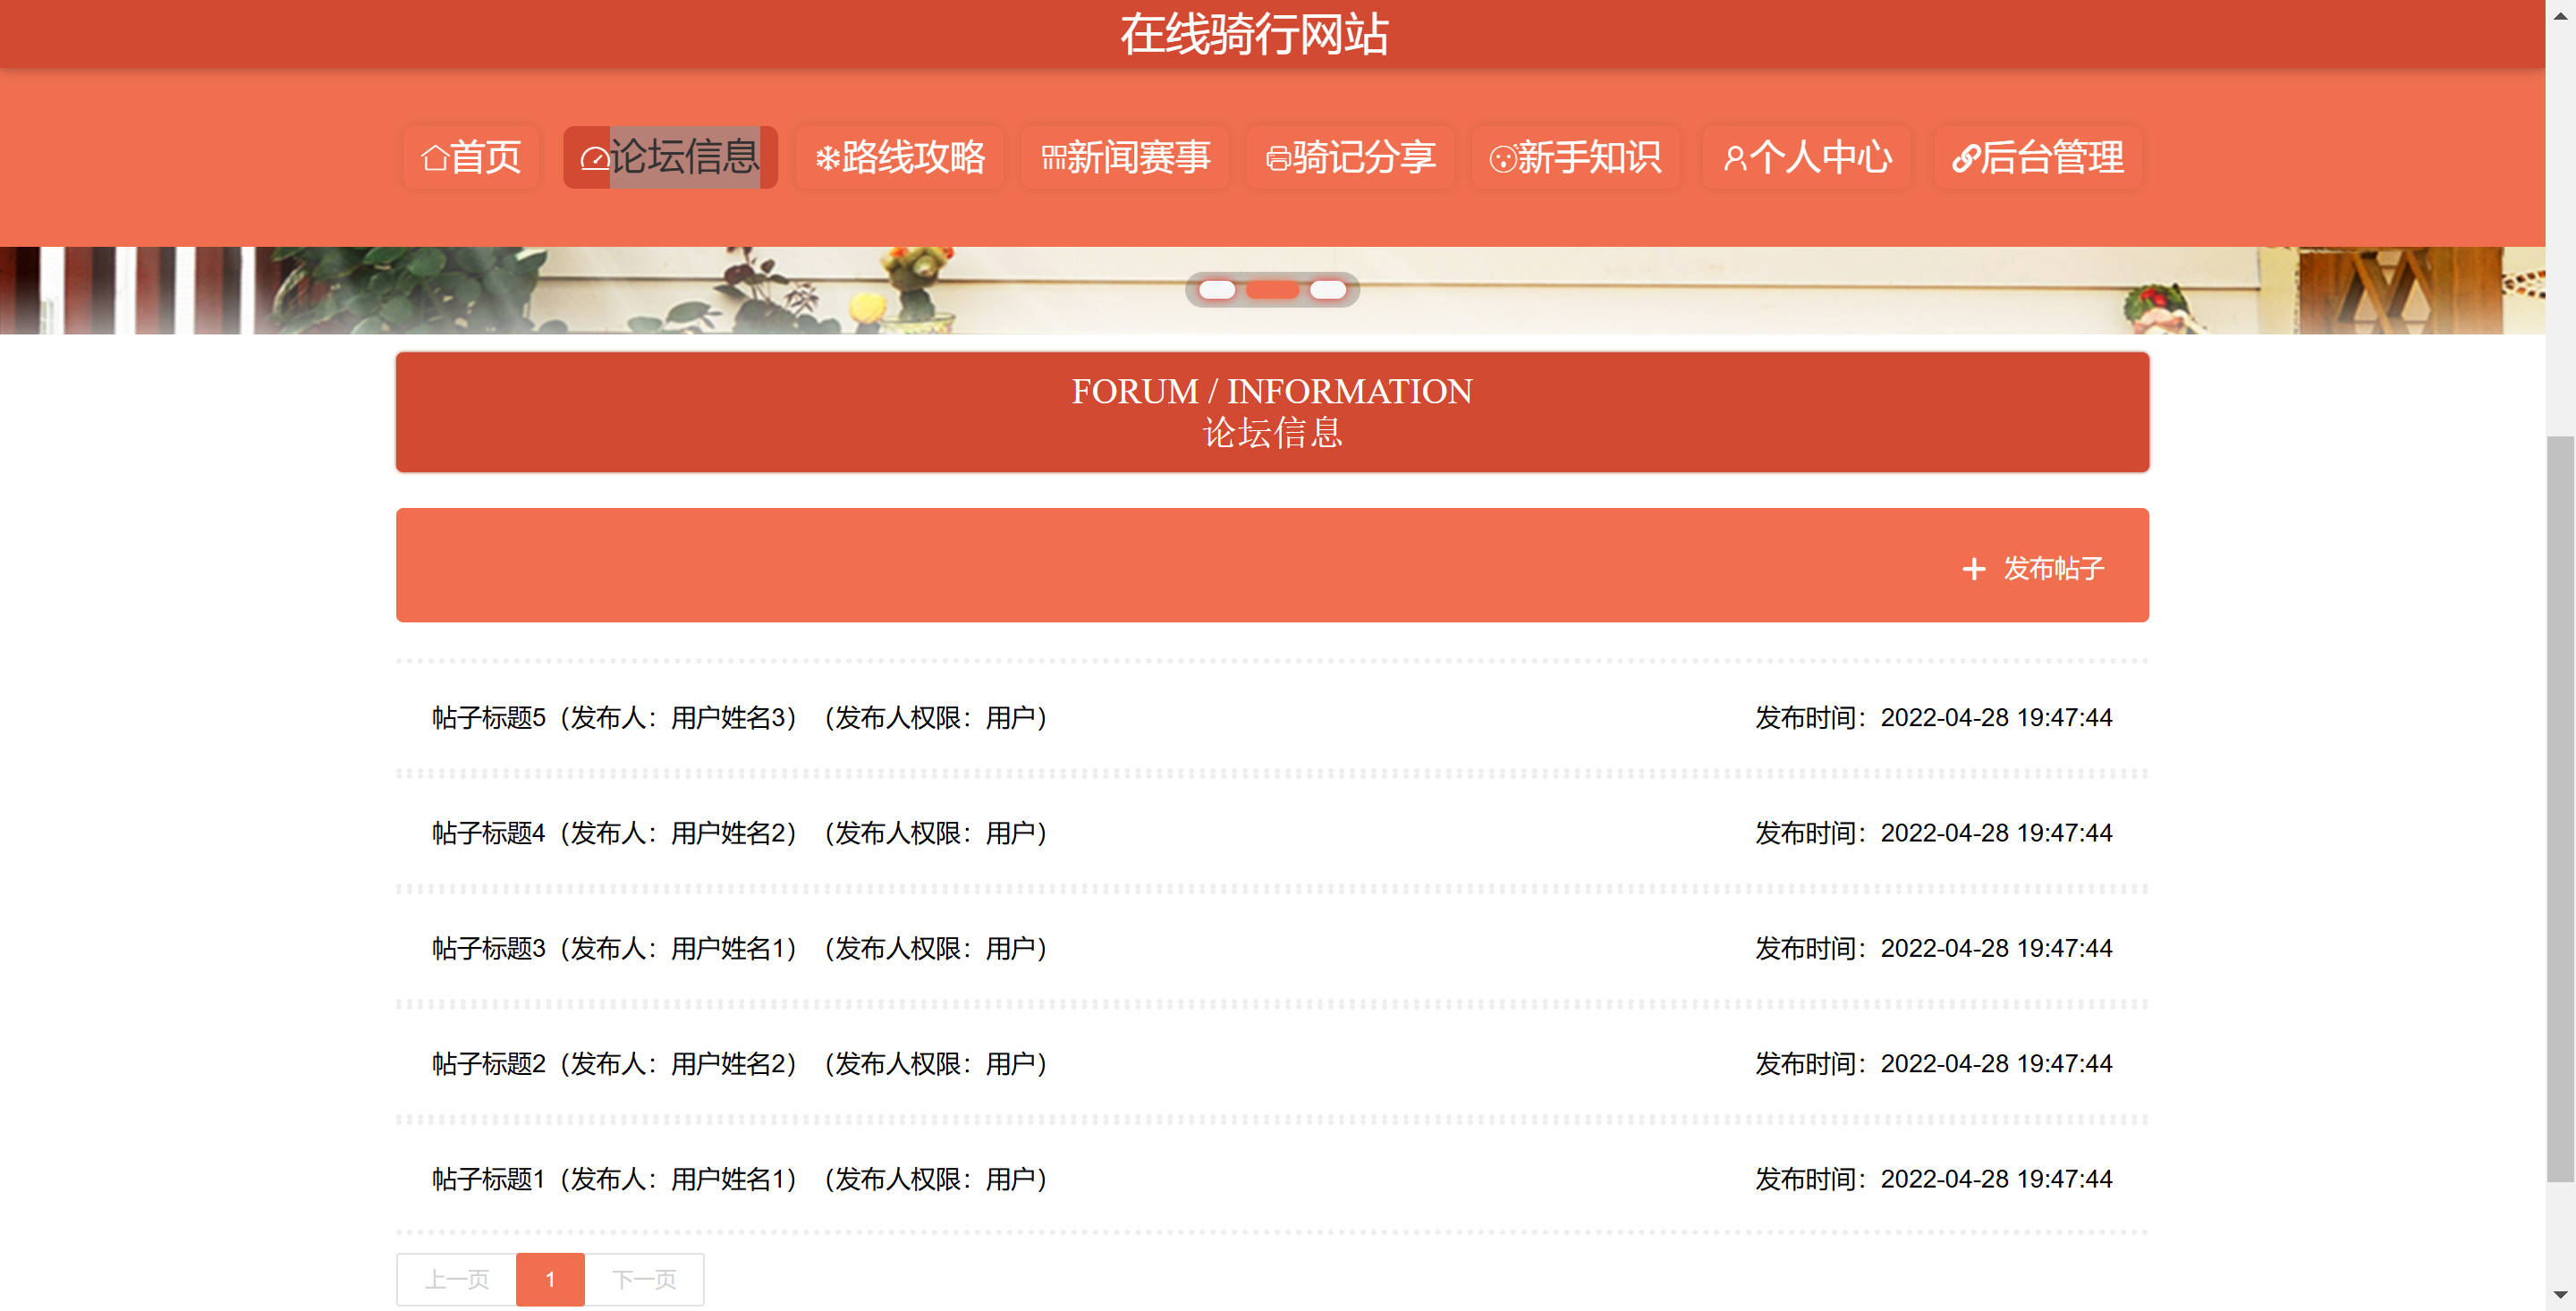 在线骑行网站
首页 论坛信息 路线攻略 新闻赛事 骑记分享 新手知识 个人中心 后台管理
FORUM / INFORMATION
论坛信息
发布帖子
帖子标题5（发布人：用户姓名3）（发布人权限：用户） 发布时间：2022-04-28 19:47:44
帖子标题4（发布人：用户姓名2）（发布人权限：用户） 发布时间：2022-04-28 19:47:44
帖子标题3（发布人：用户姓名1）（发布人权限：用户） 发布时间：2022-04-28 19:47:44
帖子标题2（发布人：用户姓名2）（发布人权限：用户） 发布时间：2022-04-28 19:47:44
帖子标题1（发布人：用户姓名1）（发布人权限：用户） 发布时间：2022-04-28 19:47:44
上一页 1 下一页